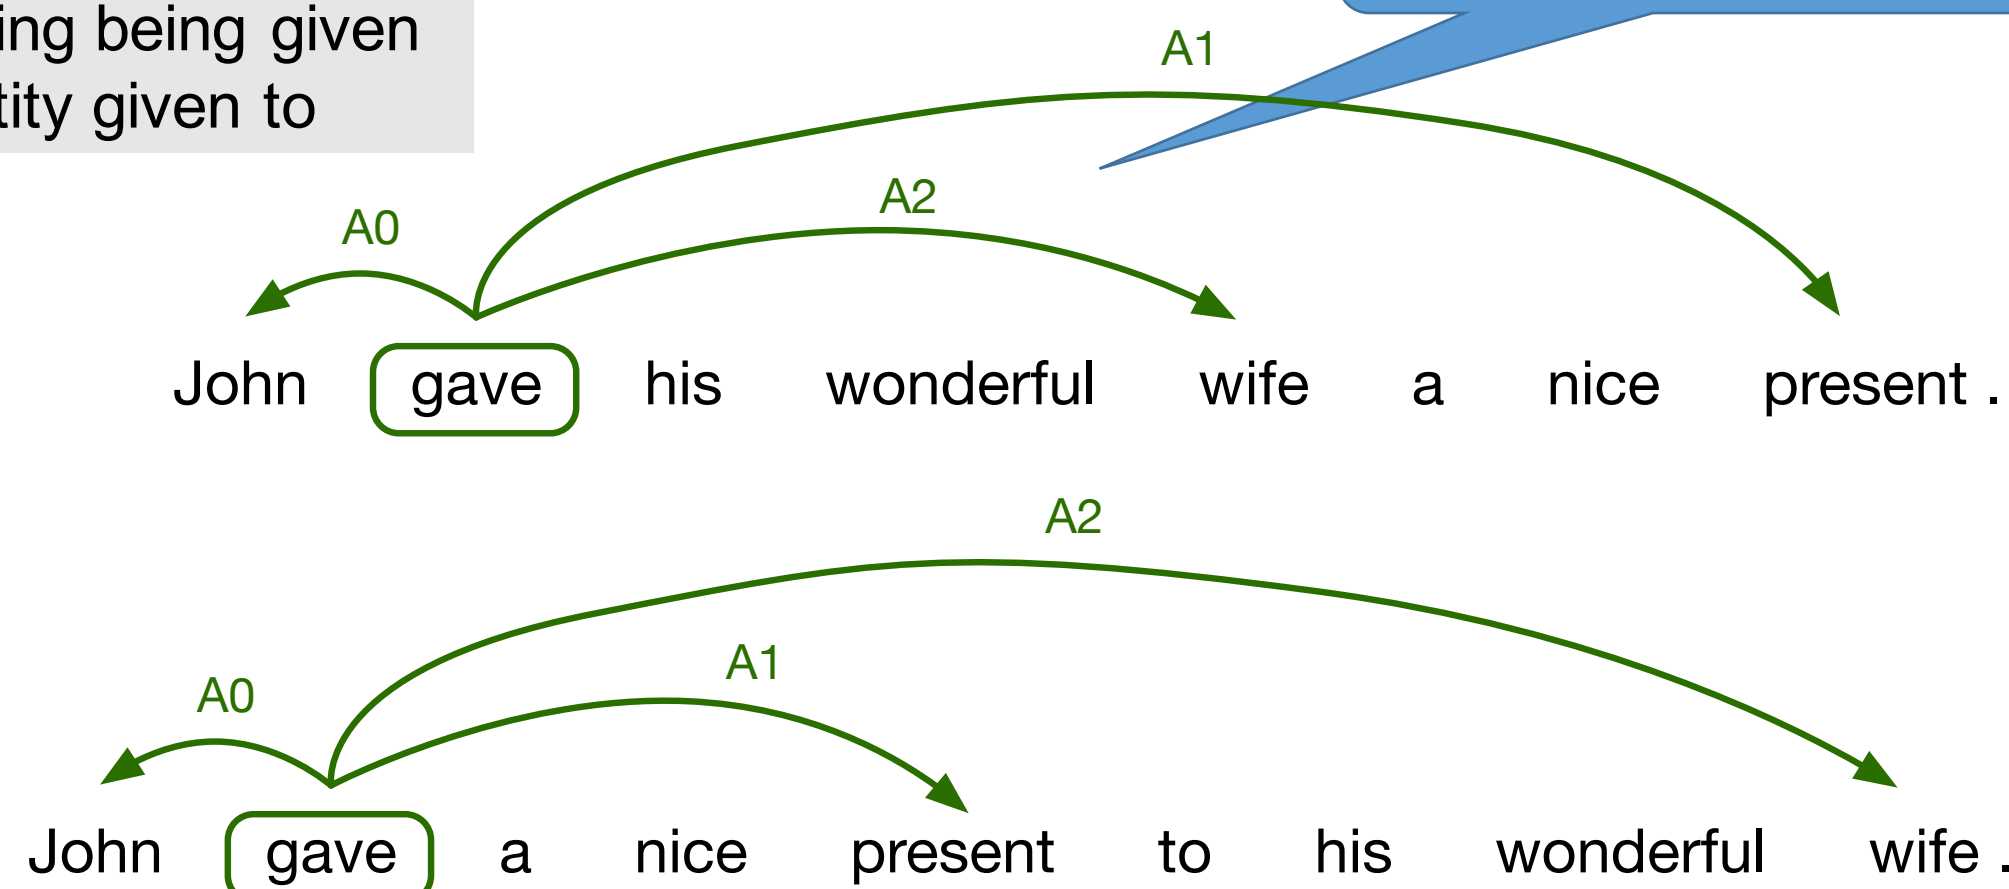 ing being given
tity given to
A1
A2
A0
John gave his wonderful wife a nice present .
A2
A1
A0
John gave a nice present to his wonderful wife .